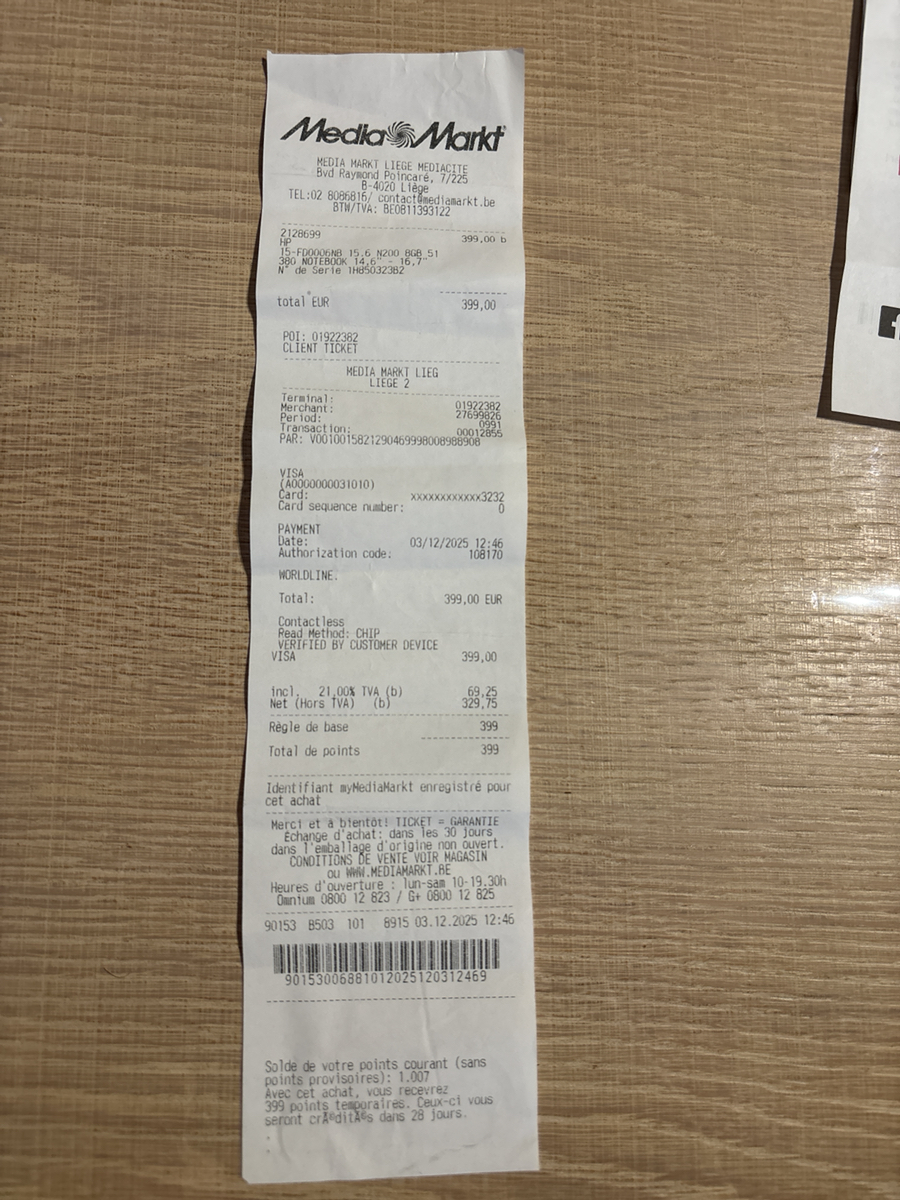 Media Markt
MEDIA MARKT LIEGE MEDIACITE
Bvd Raymond Poincaré, 7/225
B-4020 Liège
TEL:02 8086816/ contact@mediamarkt.be
BTW/TVA: BE0811393122
2128699 399,00 b
HP
15-FD0006NB 15.6 N200 8GB 51
380 NOTEBOOK 14,6" - 16,7"
N° de Serie 1H850323B2
total EUR 399,00
POI: 01922382
CLIENT TICKET
MEDIA MARKT LIEG
LIEGE 2
Terminal: 01922382
Merchant: 27699826
Period: 0991
Transaction: 00012855
PAR: V0010015821290469998008988908
VISA
(A0000000031010)
Card: xxxxxxxxxxxx3232
Card sequence number: 0
PAYMENT
Date: 03/12/2025 12:46
Authorization code: 108170
WORLDLINE.
Total: 399,00 EUR
Contactless
Read Method: CHIP
VERIFIED BY CUSTOMER DEVICE
VISA 399,00
incl. 21,00% TVA (b) 69,25
Net (Hors TVA) (b) 329,75
Règle de base 399
Total de points 399
Identifiant myMediaMarkt enregistré pour
cet achat
Merci et à bientôt! TICKET = GARANTIE
Echange d'achat: dans les 30 jours
dans l'emballage d'origine non ouvert.
CONDITIONS DE VENTE VOIR MAGASIN
ou WWW.MEDIAMARKT.BE
Heures d'ouverture : lun-sam 10-19.30h
Omnium 0800 12 823 / G+ 0800 12 825
90153 B503 101 8915 03.12.2025 12:46
9015300688101202512031​2469
Solde de votre points courant (sans
points provisoires): 1.007
Avec cet achat, vous recevrez
399 points temporaires. Ceux-ci vous
seront crÃ©ditÃ©s dans 28 jours.